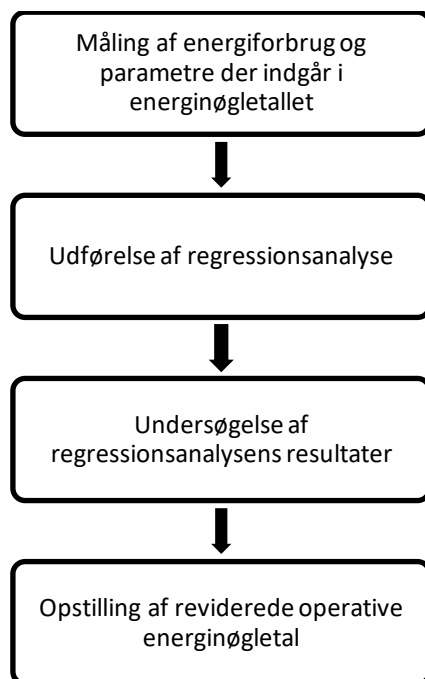 Måling af energiforbrug og
parametre der indgår i
energinøgletallet
Udførelse af regressionsanalyse
Undersøgelse af
regressionsanalysens resultater
Opstilling af reviderede operative
energinøgletal